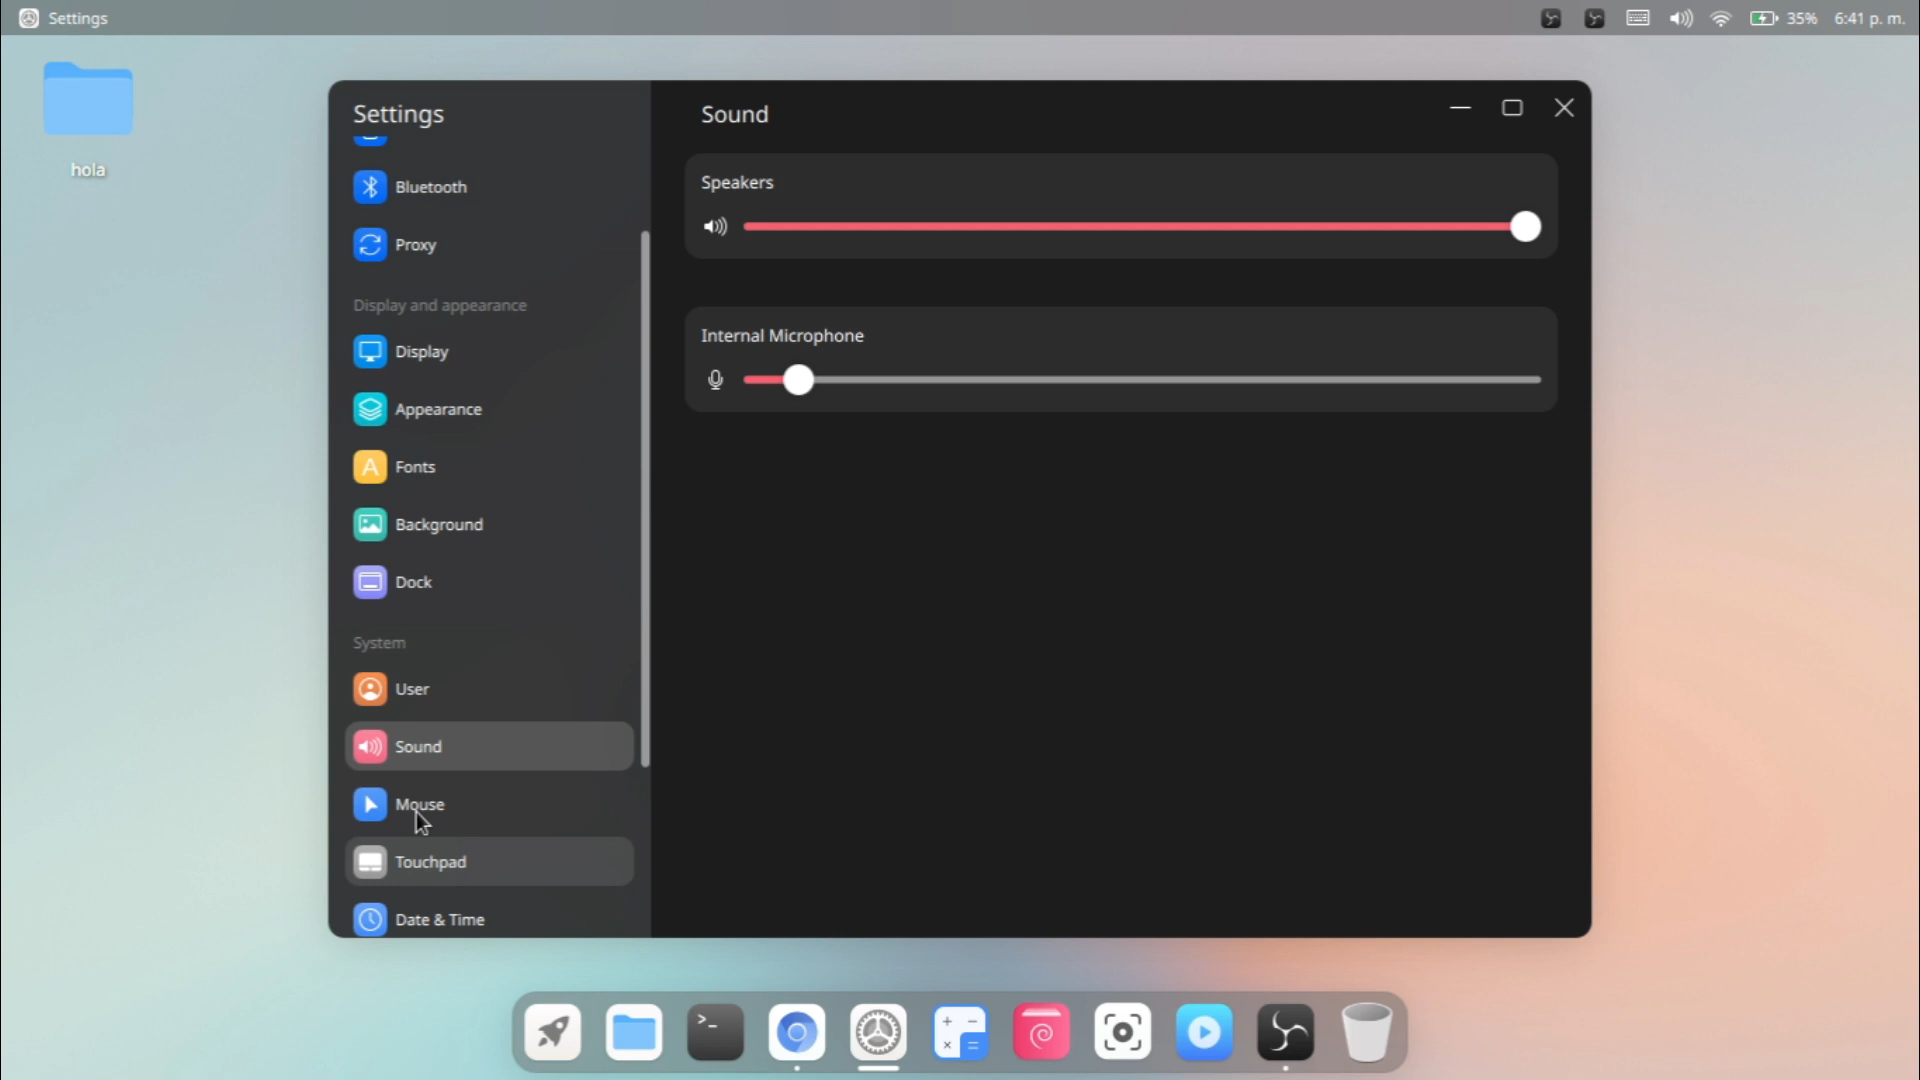 Settings
35% 6:41 p. m.
hola
Settings
Bluetooth
Proxy
Display and appearance
Display
Appearance
Fonts
Background
Dock
System
User
Sound
Mouse
Touchpad
Date & Time
Sound
Speakers
Internal Microphone
>_